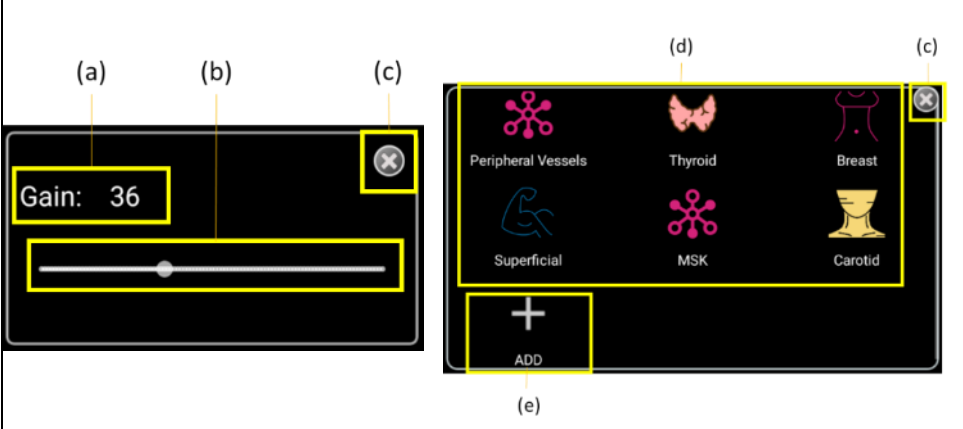 (a)
(b)
(c)
Gain: 36
(d)
(c)
Peripheral Vessels
Thyroid
Breast
Superficial
MSK
Carotid
ADD
(e)